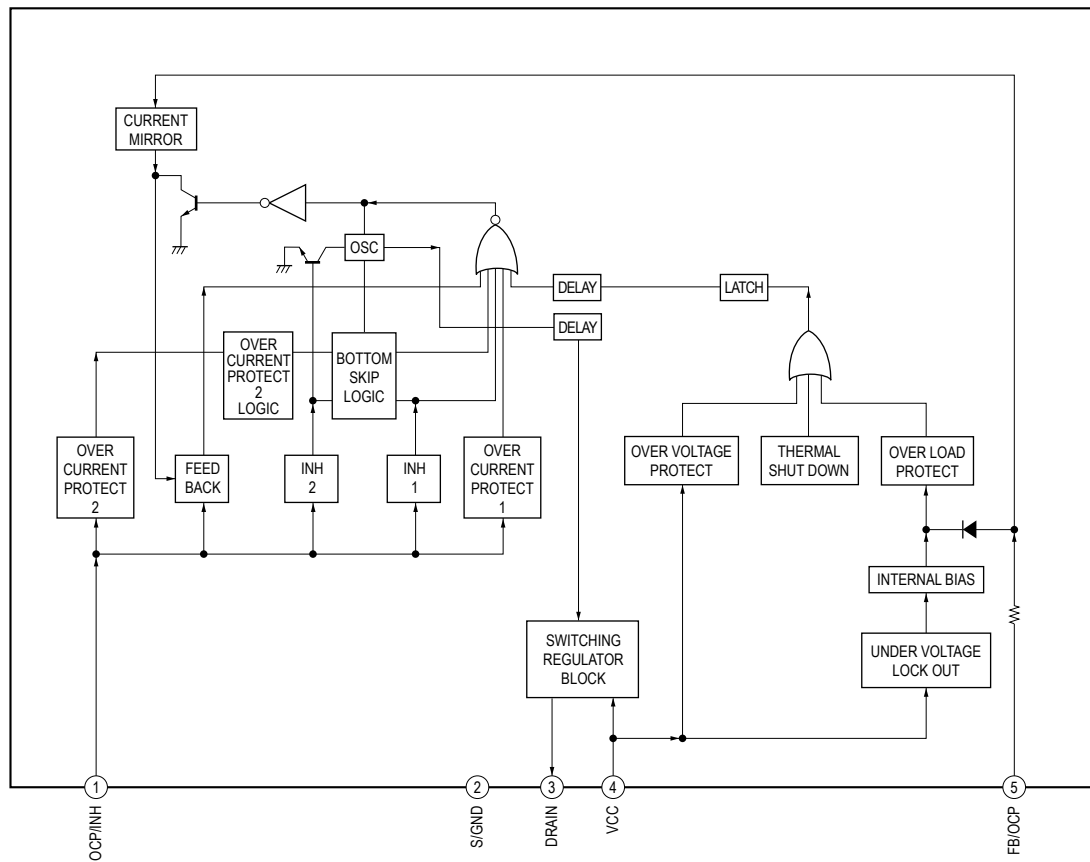 CURRENT
MIRROR
OSC
DELAY
LATCH
DELAY
OVER
CURRENT
PROTECT
2
LOGIC
BOTTOM
SKIP
LOGIC
OVER
CURRENT
PROTECT
2
FEED
BACK
INH
2
INH
1
OVER
CURRENT
PROTECT
1
OVER VOLTAGE
PROTECT
THERMAL
SHUT DOWN
OVER LOAD
PROTECT
INTERNAL BIAS
SWITCHING
REGULATOR
BLOCK
UNDER VOLTAGE
LOCK OUT
1
2
3
4
5
OCP/INH
S/GND
DRAIN
VCC
FB/OCP